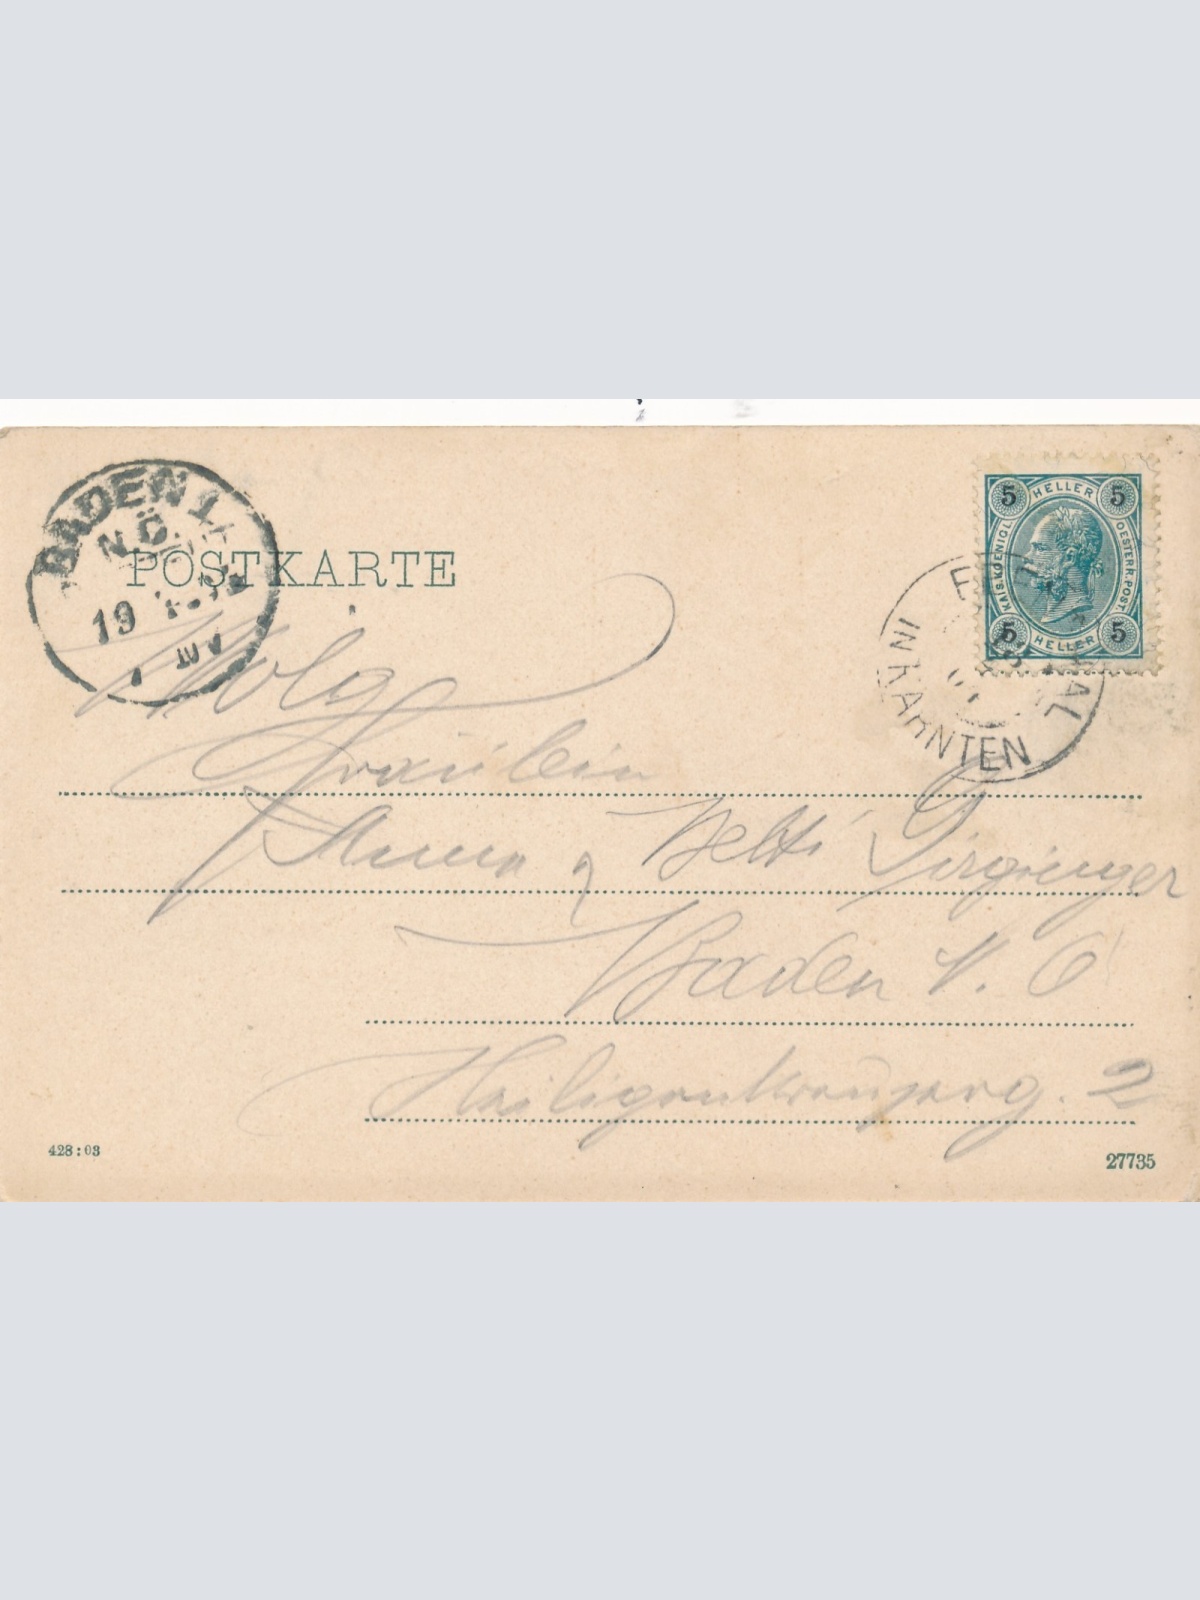 BADEN 1
N.Ö.
19
POSTKARTE
5 HELLER 5
KAIS. KOENIGL.
OESTERR. POST.
5 HELLER 5
IN KÄRNTEN
Wolg
Fräulein
Anna & Betti
Baden N. Ö
Heiligenkreuzerg. 2
428:03
27735